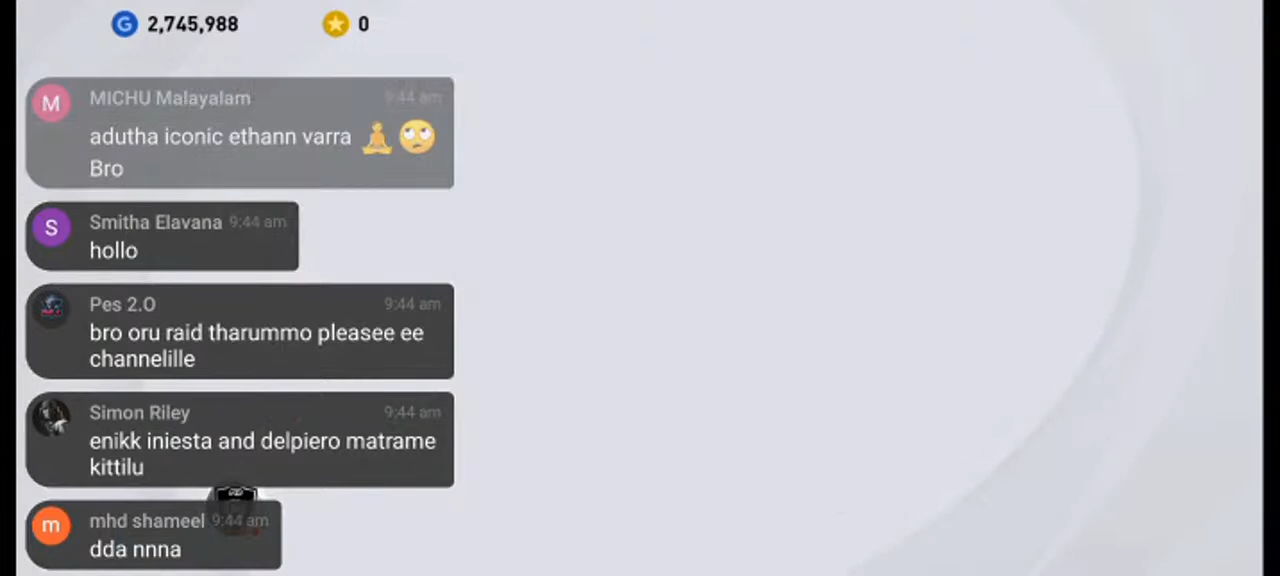 G 2,745,988 0
M MICHU Malayalam 9:44 am
adutha iconic ethann varra 🧘🙄
Bro
S Smitha Elavana 9:44 am
hollo
Pes 2.O 9:44 am
bro oru raid tharummo pleasee ee
channelille
Simon Riley 9:44 am
enikk iniesta and delpiero matrame
kittilu
m mhd shameel 9:44 am
dda nnna